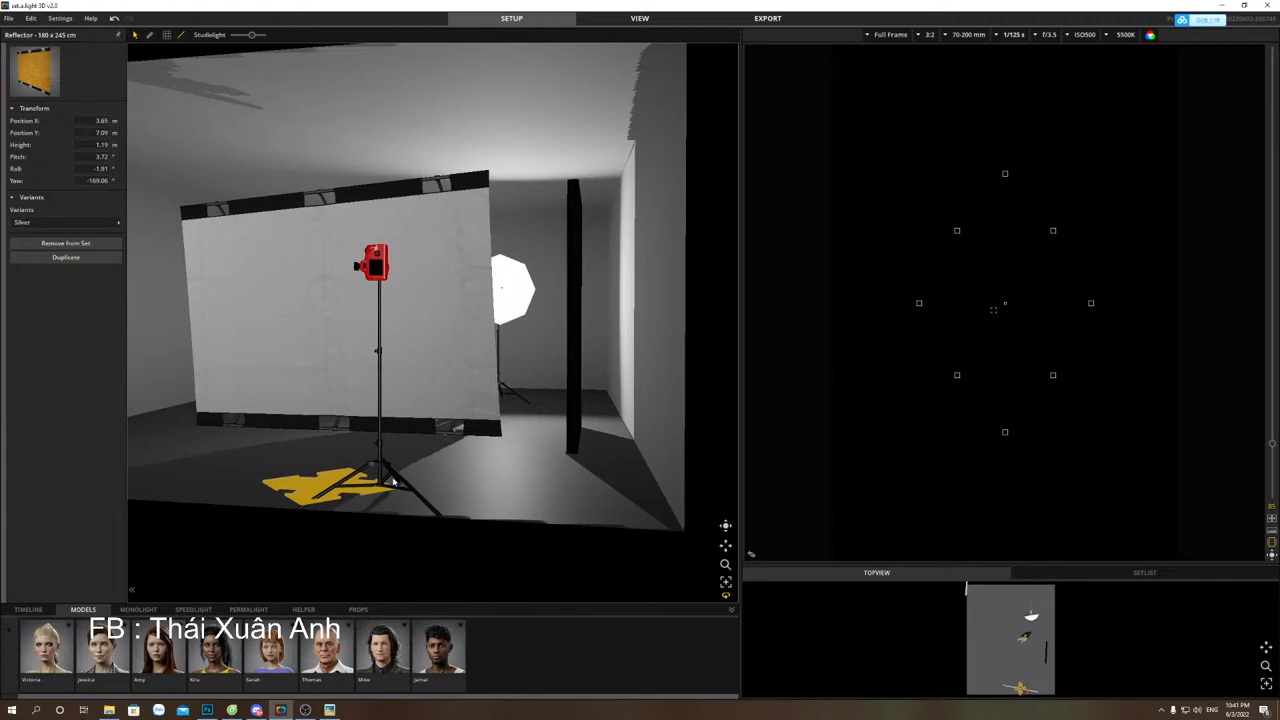 set.a.light 3D v2.0
File Edit Settings Help
SETUP VIEW EXPORT
Reflector - 180 x 245 cm
Studiolight
Full Frame 3:2 70-200 mm 1/125 s f/3.5 ISO500 5500K
Transform
Position X: 3.65 m
Position Y: 7.09 m
Height: 1.19 m
Pitch: 3.72 °
Roll: -1.91 °
Yaw: -169.06 °
Variants
Variants
Silver
Remove from Set
Duplicate
85
TOPVIEW SETLIST
TIMELINE MODELS MONOLIGHT SPEEDLIGHT PERMALIGHT HELPER PROPS
FB : Thái Xuân Anh
Victoria Jessica Amy Kira Sarah Thomas Mike Jamal
ENG
10:41 PM
6/3/2022